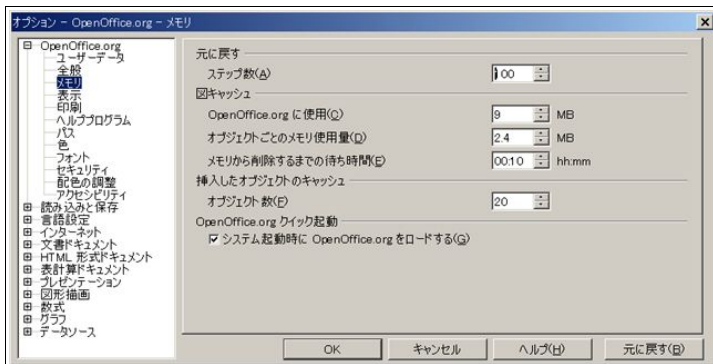 オプション - OpenOffice.org - メモリ
OpenOffice.org
ユーザーデータ
全般
メモリ
表示
印刷
ヘルププログラム
パス
色
フォント
セキュリティ
配色の調整
アクセシビリティ
読み込みと保存
言語設定
インターネット
文書ドキュメント
HTML 形式ドキュメント
表計算ドキュメント
プレゼンテーション
図形描画
数式
グラフ
データソース
元に戻す
ステップ数(A) 100
図キャッシュ
OpenOffice.org に使用(C) 9 MB
オブジェクトごとのメモリ使用量(D) 2.4 MB
メモリから削除するまでの待ち時間(E) 00:10 hh:mm
挿入したオブジェクトのキャッシュ
オブジェクト数(F) 20
OpenOffice.org クイック起動
システム起動時に OpenOffice.org をロードする(G)
OK キャンセル ヘルプ(H) 元に戻す(B)